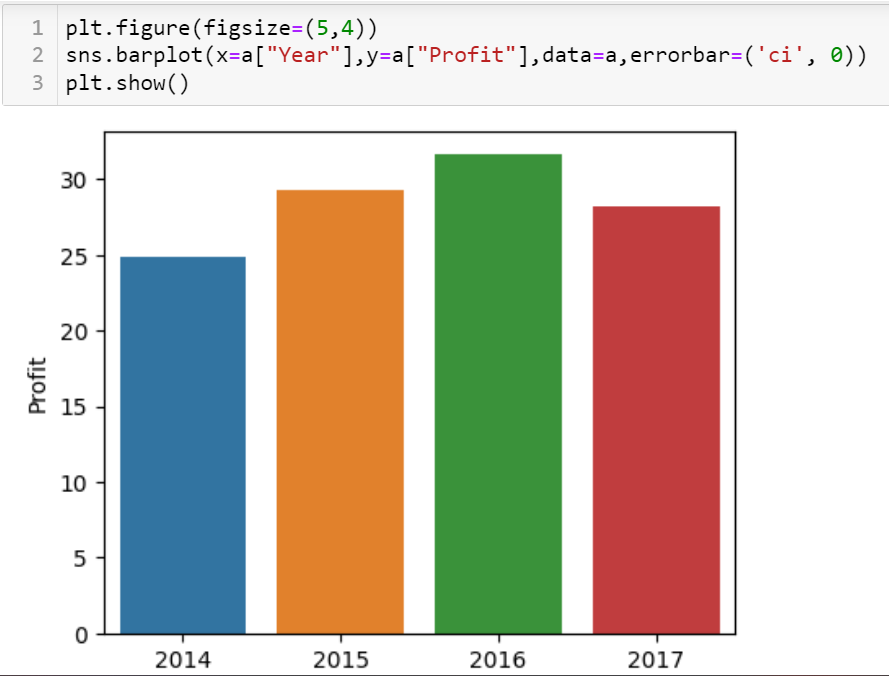 1 plt.figure(figsize=(5,4))
2 sns.barplot(x=a["Year"],y=a["Profit"],data=a,errorbar=('ci', 0))
3 plt.show()
30
25
20
Profit
15
10
5
0
2014 2015 2016 2017